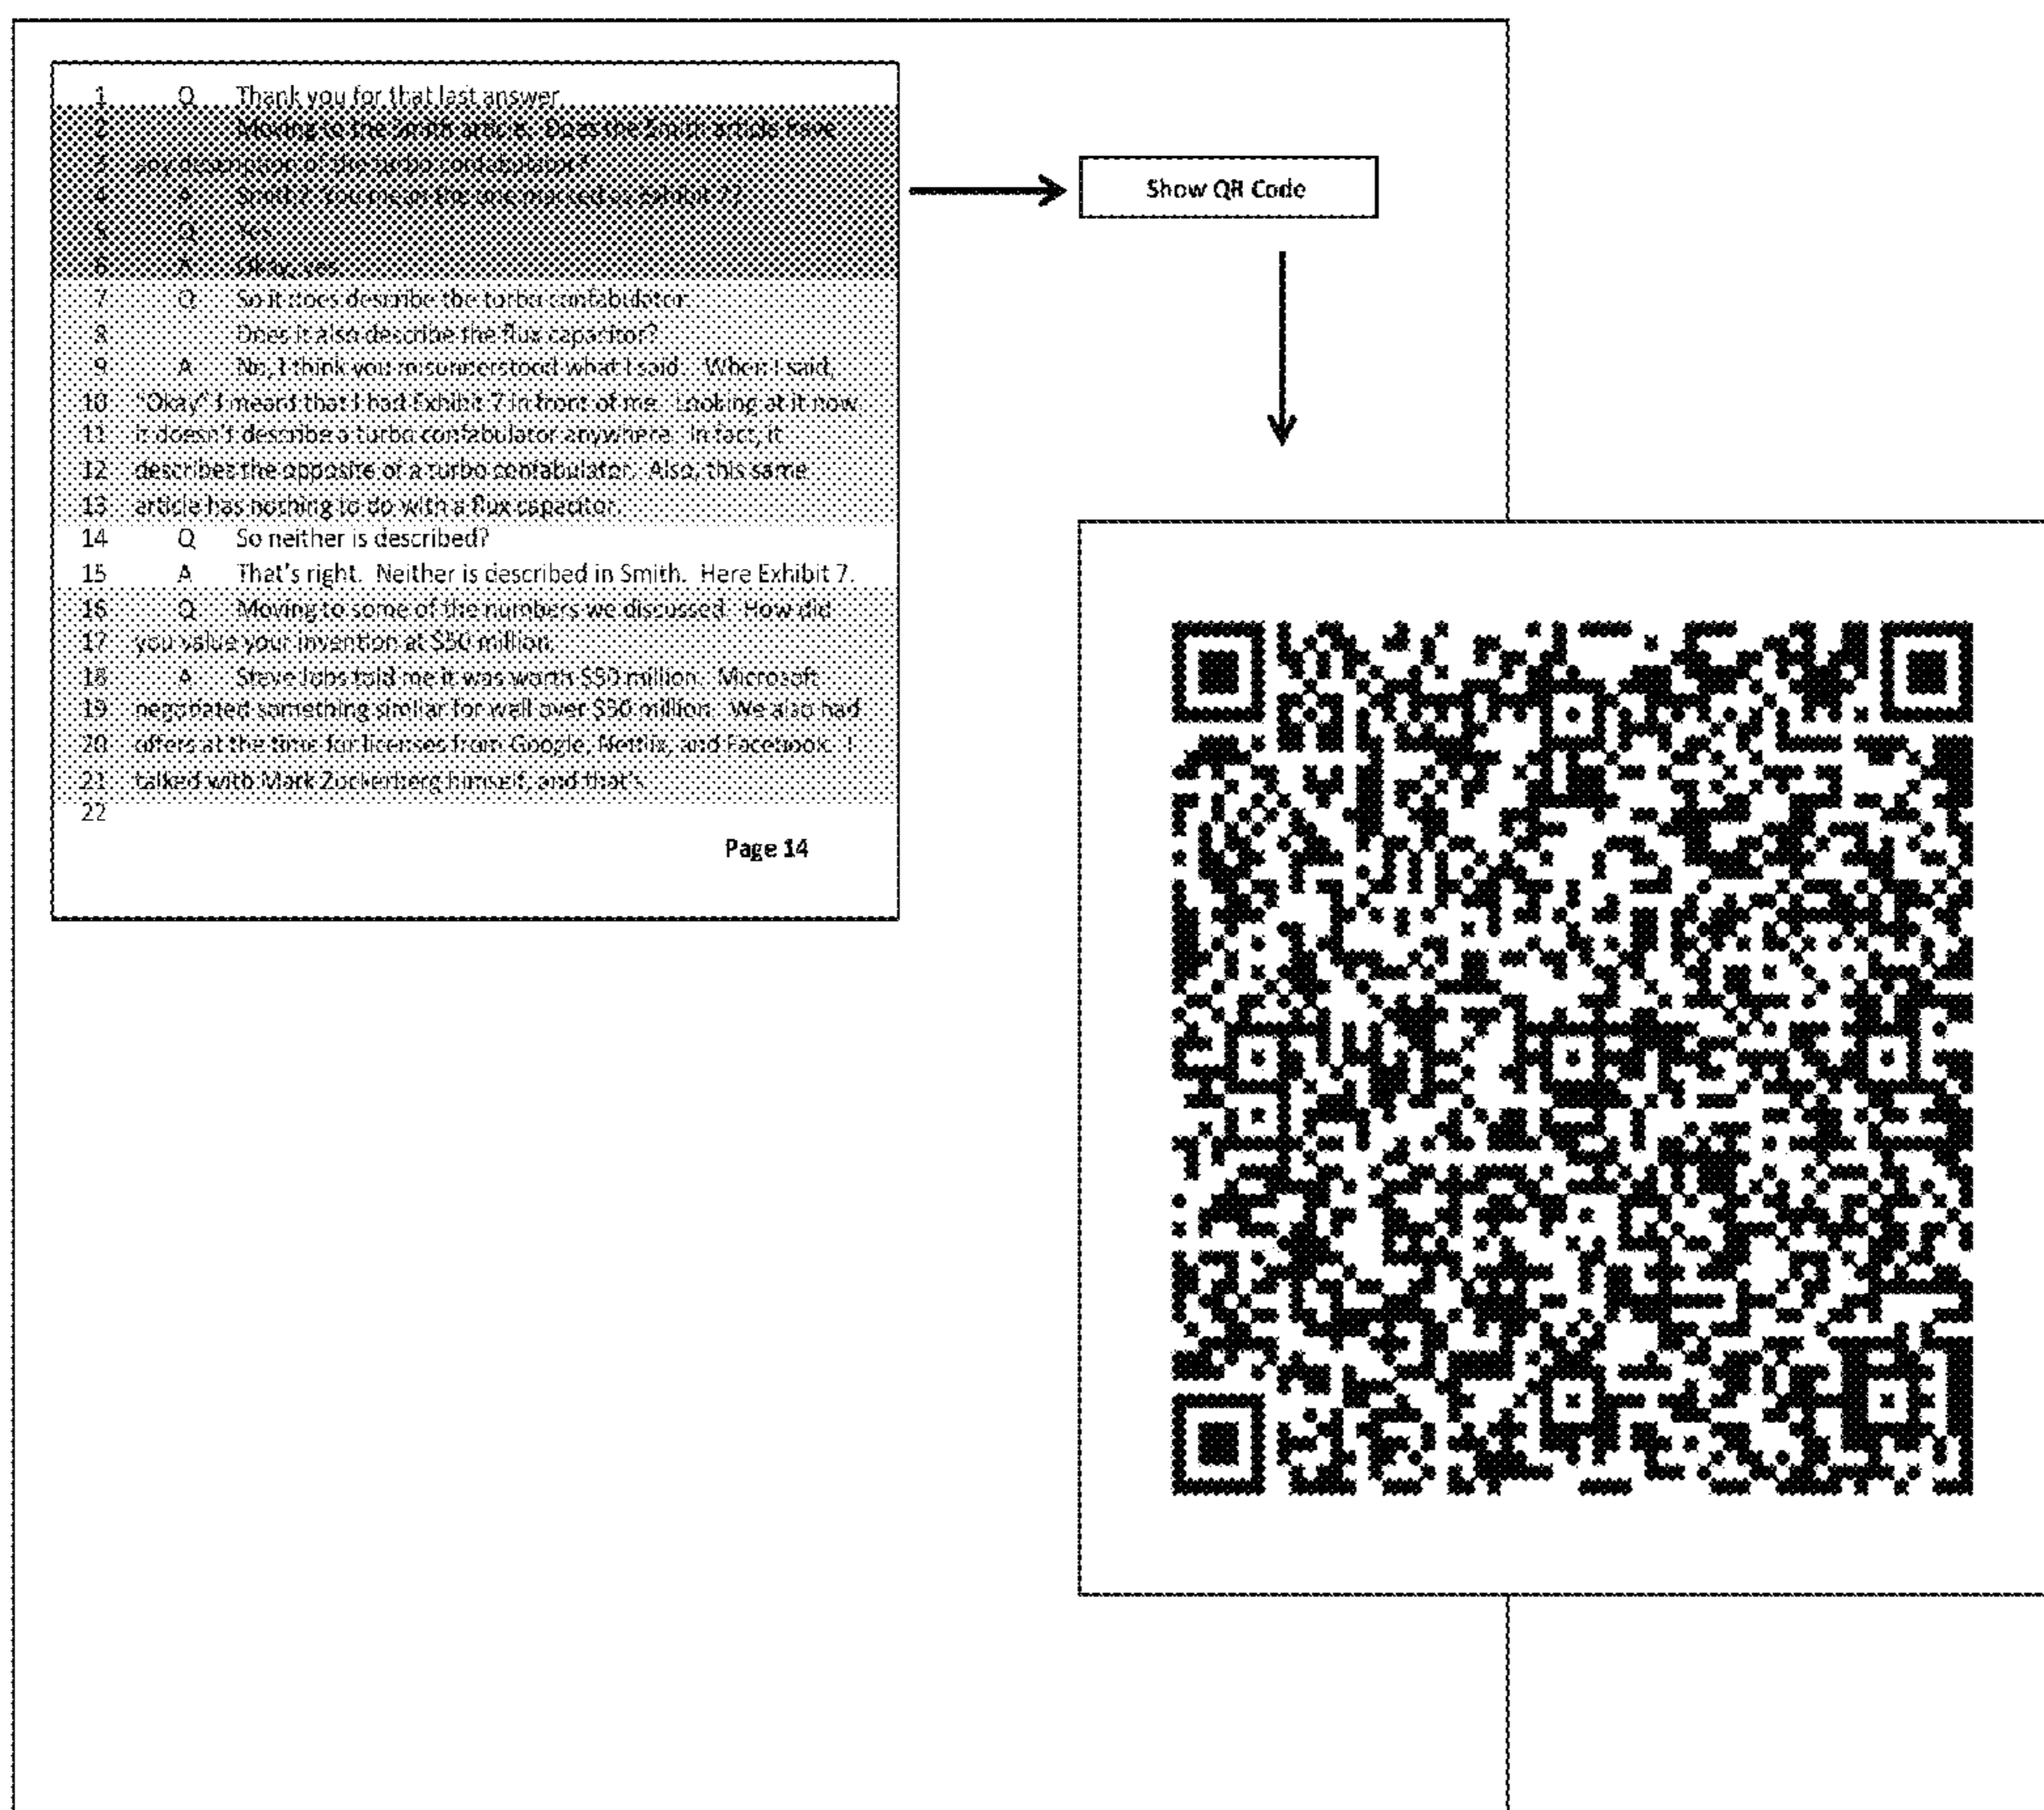 1 Q Thank you for that last answer.
2 Moving to the Smith article. Does the Smith article have
3 any description of the turbo confabulator?
4 A Smith? You mean the one marked as Exhibit 7?
5 Q Yes.
6 A Okay, yes.
7 Q So it does describe the turbo confabulator.
8 Does it also describe the flux capacitor?
9 A No, I think you misunderstood what I said. When I said,
10 "Okay" I meant that I had Exhibit 7 in front of me. Looking at it now
11 it doesn't describe a turbo confabulator anywhere. In fact, it
12 describes the opposite of a turbo confabulator. Also, this same
13 article has nothing to do with a flux capacitor.
14 Q So neither is described?
15 A That's right. Neither is described in Smith. Here Exhibit 7.
16 Q Moving to some of the numbers we discussed. How did
17 you value your invention at $50 million.
18 A Steve Jobs told me it was worth $50 million. Microsoft
19 negotiated something similar for well over $50 million. We also had
20 offers at the time for licenses from Google, Netflix, and Facebook. I
21 talked with Mark Zuckerberg himself, and that's
22
Page 14
Show QR Code